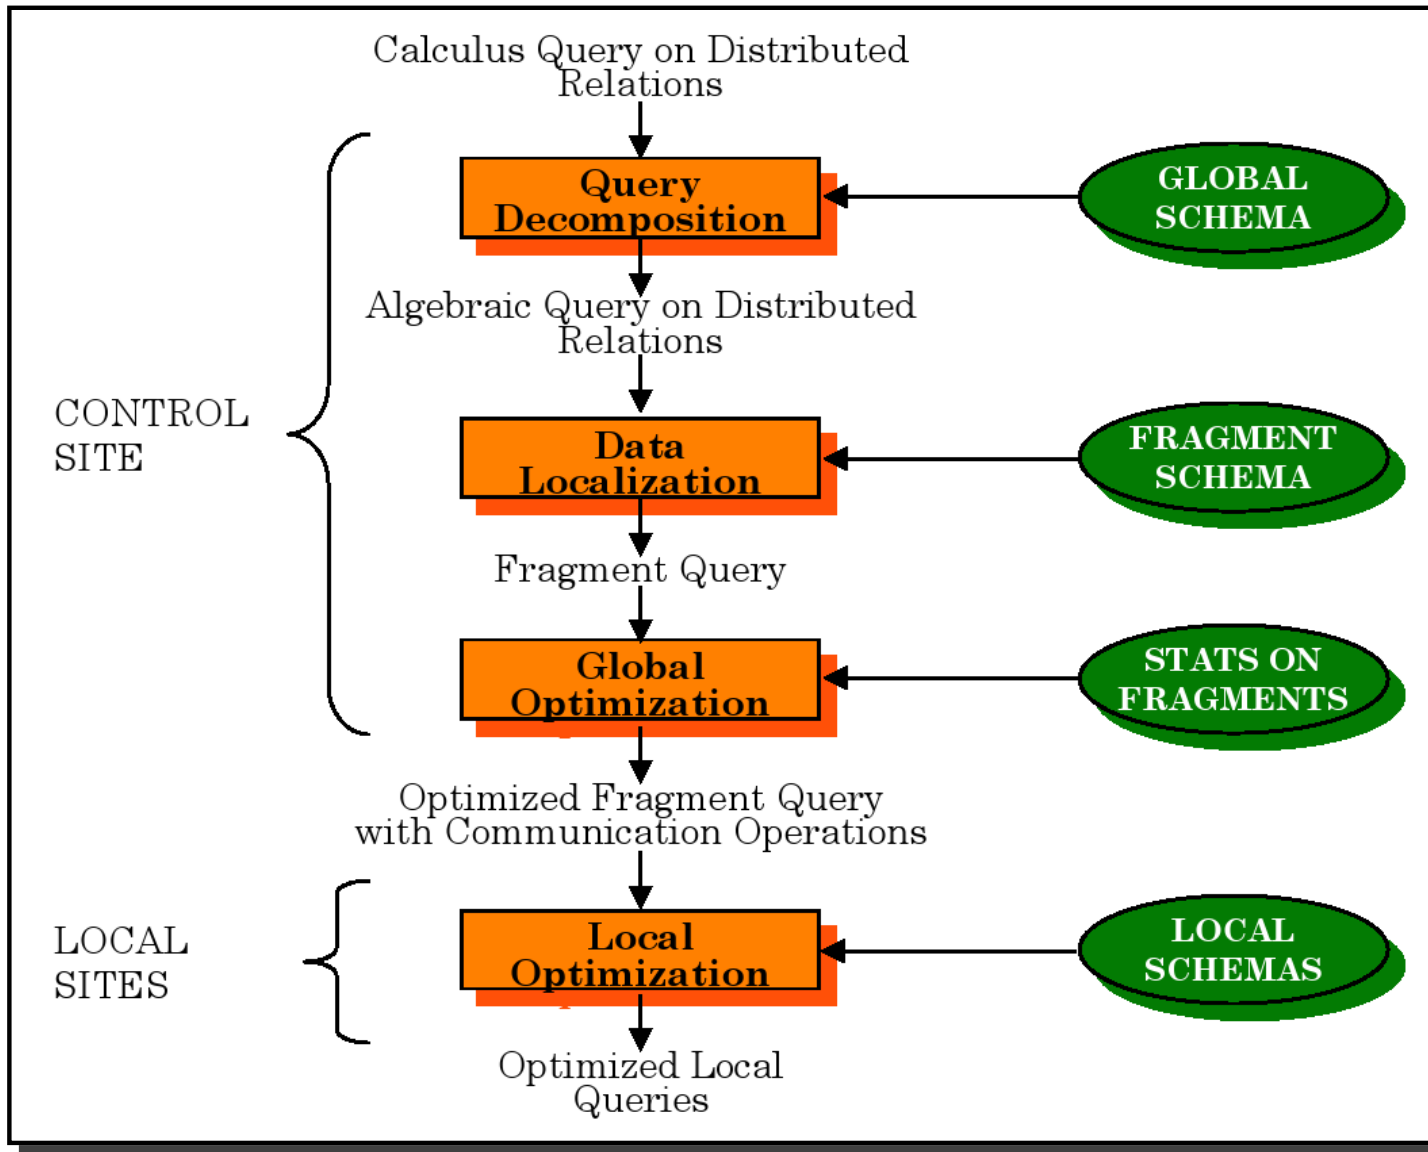 Calculus Query on Distributed
Relations
Query
Decomposition
GLOBAL
SCHEMA
Algebraic Query on Distributed
Relations
CONTROL
SITE
Data
Localization
FRAGMENT
SCHEMA
Fragment Query
Global
Optimization
STATS ON
FRAGMENTS
Optimized Fragment Query
with Communication Operations
LOCAL
SITES
Local
Optimization
LOCAL
SCHEMAS
Optimized Local
Queries